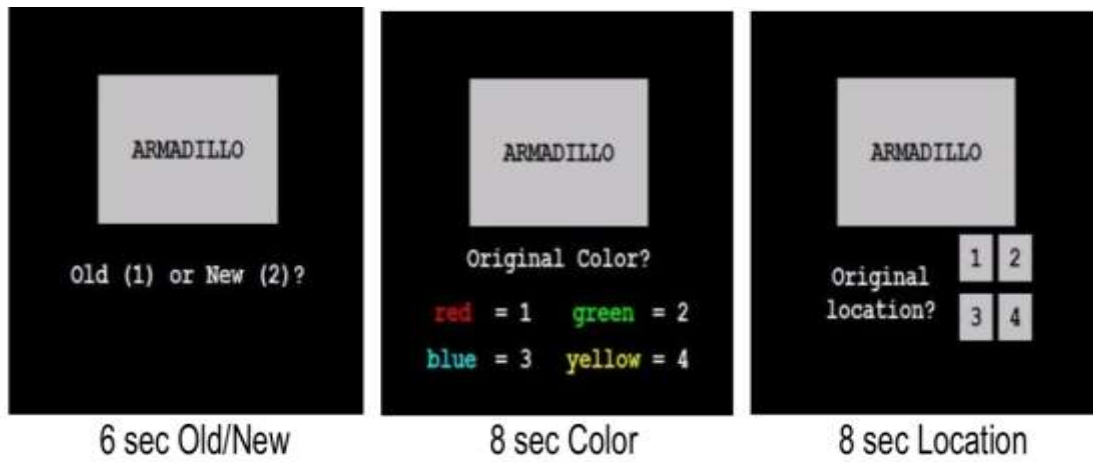 ARMADILLO
Old (1) or New (2)?
6 sec Old/New
ARMADILLO
Original Color?
red = 1 green = 2
blue = 3 yellow = 4
8 sec Color
ARMADILLO
Original
location?
1 2
3 4
8 sec Location